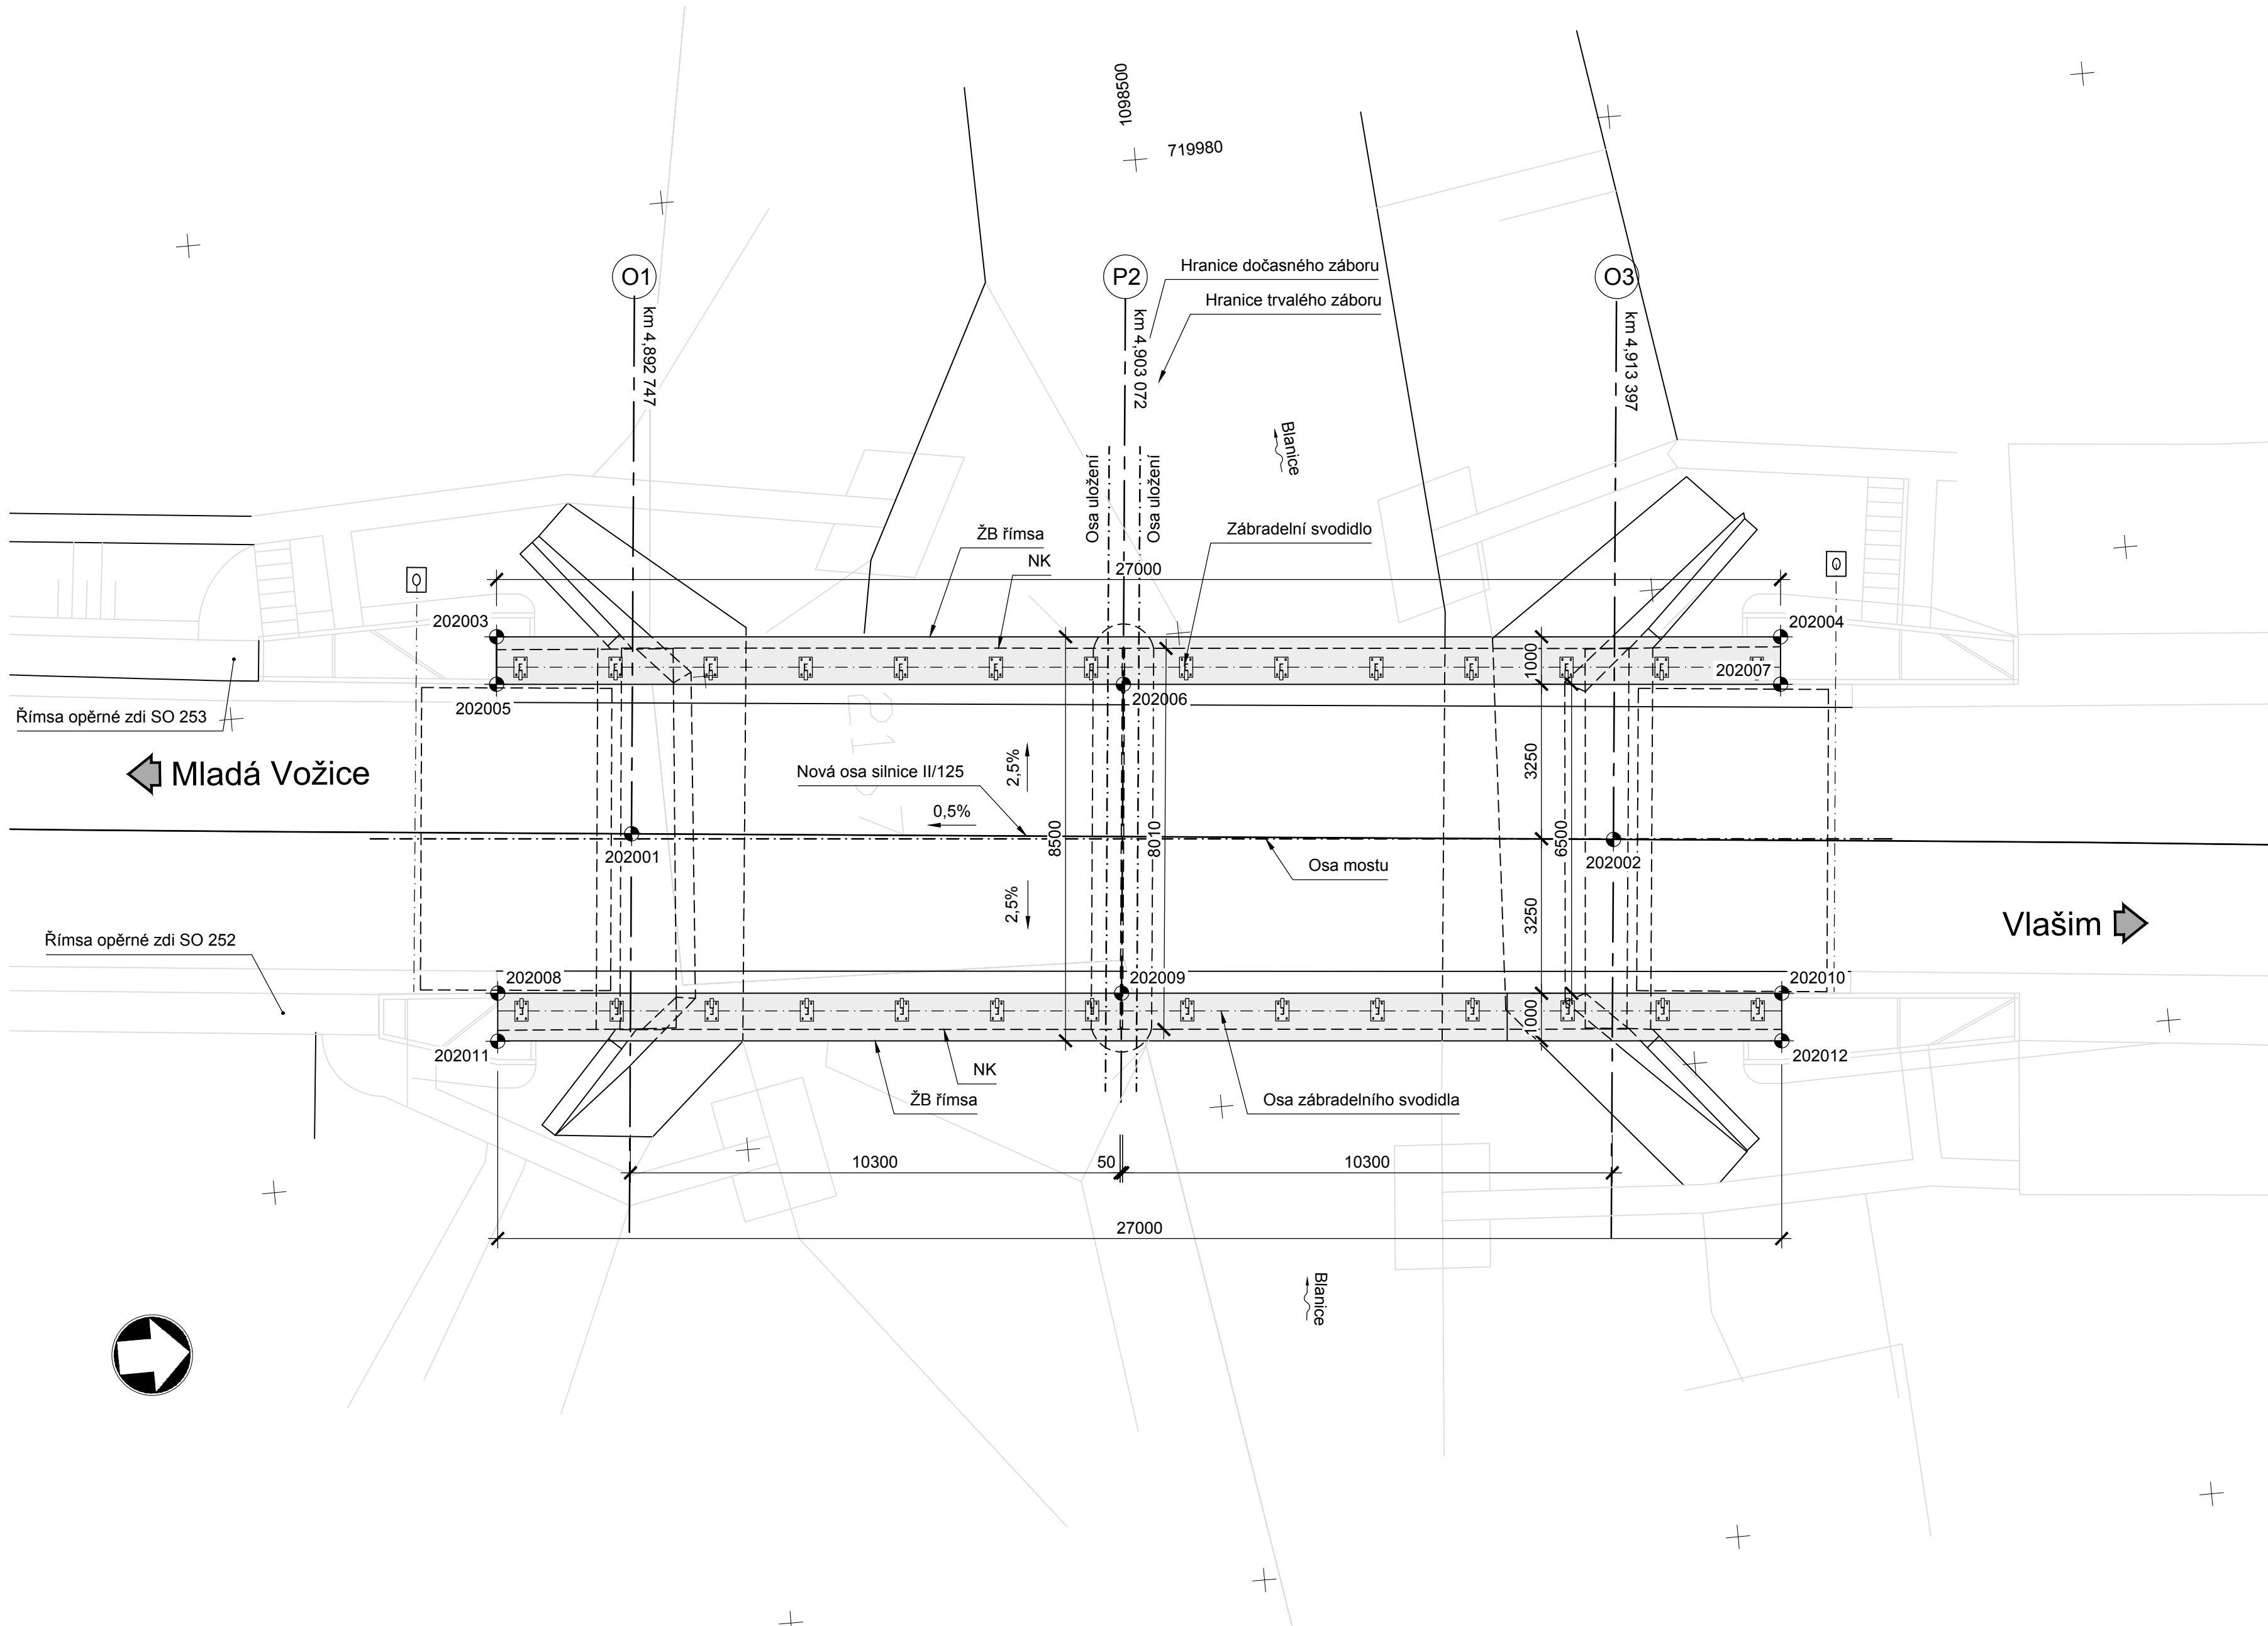 1098500
719980
O1
P2
O3
km 4,892 747
km 4,903 072
km 4,913 397
Hranice dočasného záboru
Hranice trvalého záboru
Blanice
Osa uložení
Osa uložení
ŽB římsa
NK
Zábradelní svodidlo
27000
202003
202004
202005
202006
202007
1000
Římsa opěrné zdi SO 253
Mladá Vožice
Nová osa silnice II/125
2,5%
0,5%
3250
8500
8010
6500
202001
202002
Osa mostu
2,5%
3250
Vlašim
Římsa opěrné zdi SO 252
202008
202009
202010
1000
202011
202012
NK
ŽB římsa
Osa zábradelního svodidla
10300
50
10300
27000
Blanice